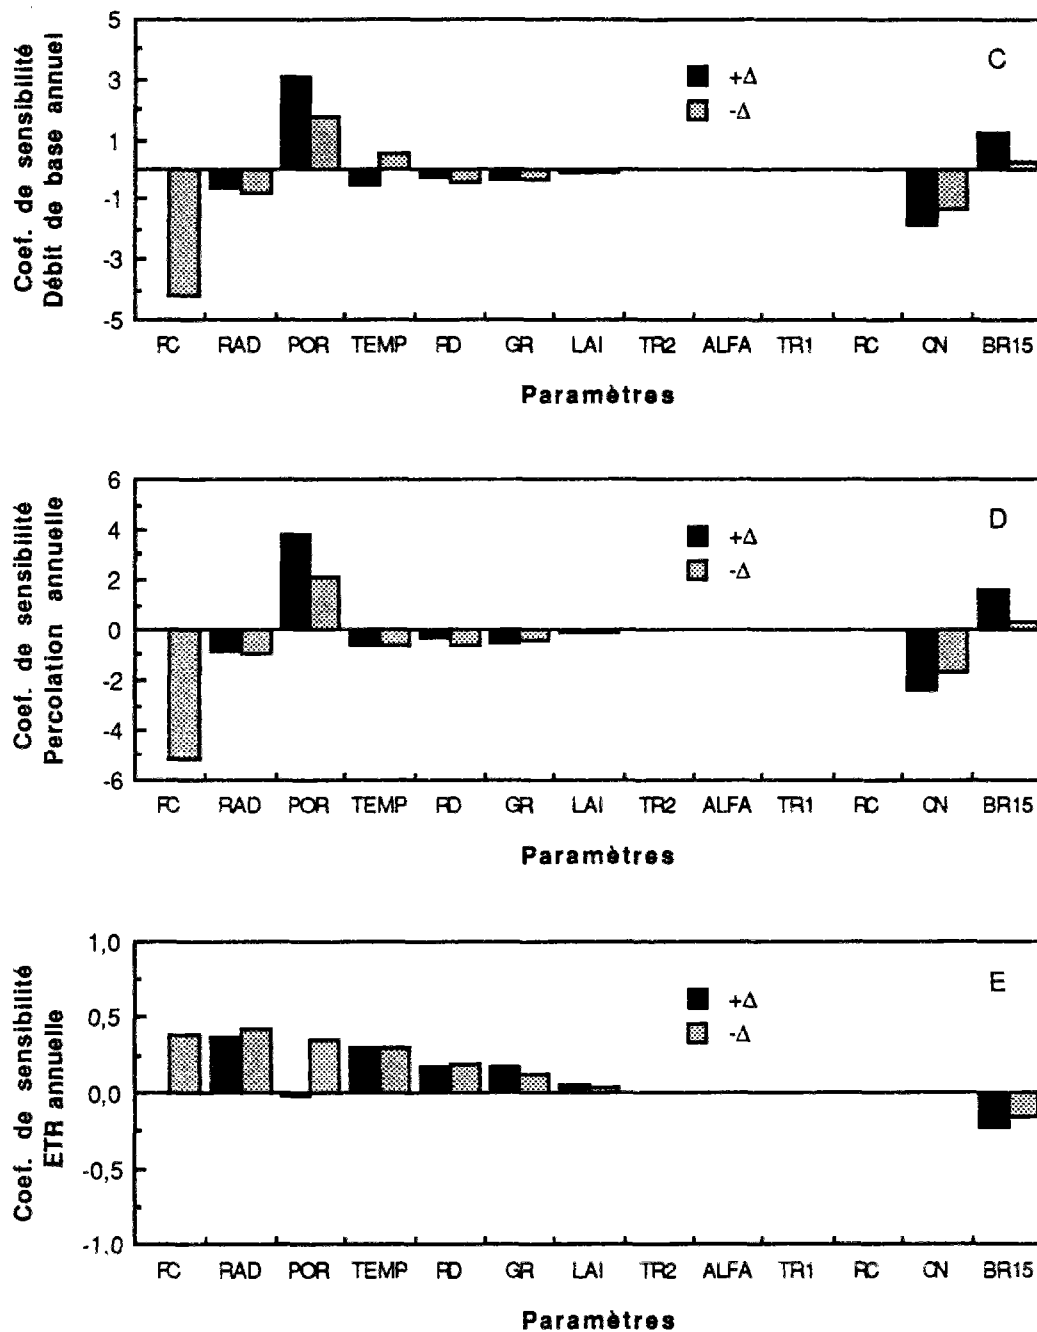 Coef. de sensibilité
Débit de base annuel
5
3
1
-1
-3
-5
C
+Δ
-Δ
FC RAD POR TEMP RD GR LAI TR2 ALFA TR1 RC CN BR15
Paramètres
Coef. de sensibilité
Percolation annuelle
6
4
2
0
-2
-4
-6
D
+Δ
-Δ
FC RAD POR TEMP RD GR LAI TR2 ALFA TR1 RC CN BR15
Paramètres
Coef. de sensibilité
ETR annuelle
1,0
0,5
0,0
-0,5
-1.0
E
+Δ
-Δ
FC RAD POR TEMP RD GR LAI TR2 ALFA TR1 RC CN BR15
Paramètres